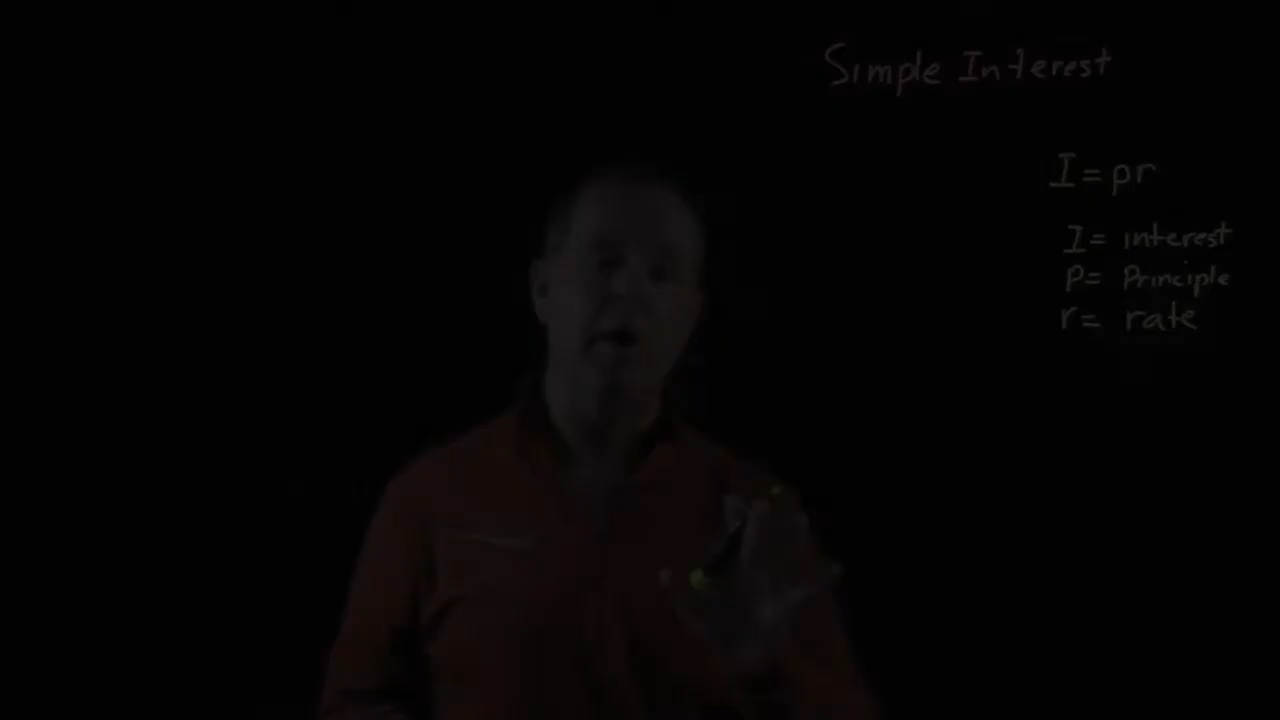 Simple Interest
I = pr
I = interest
P = Principle
r = rate